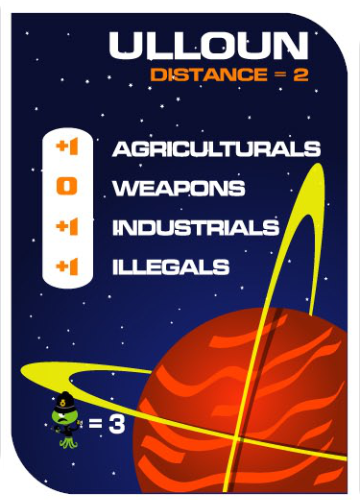 ULLOUN
DISTANCE = 2
+1 AGRICULTURALS
0 WEAPONS
+1 INDUSTRIALS
+1 ILLEGALS
= 3